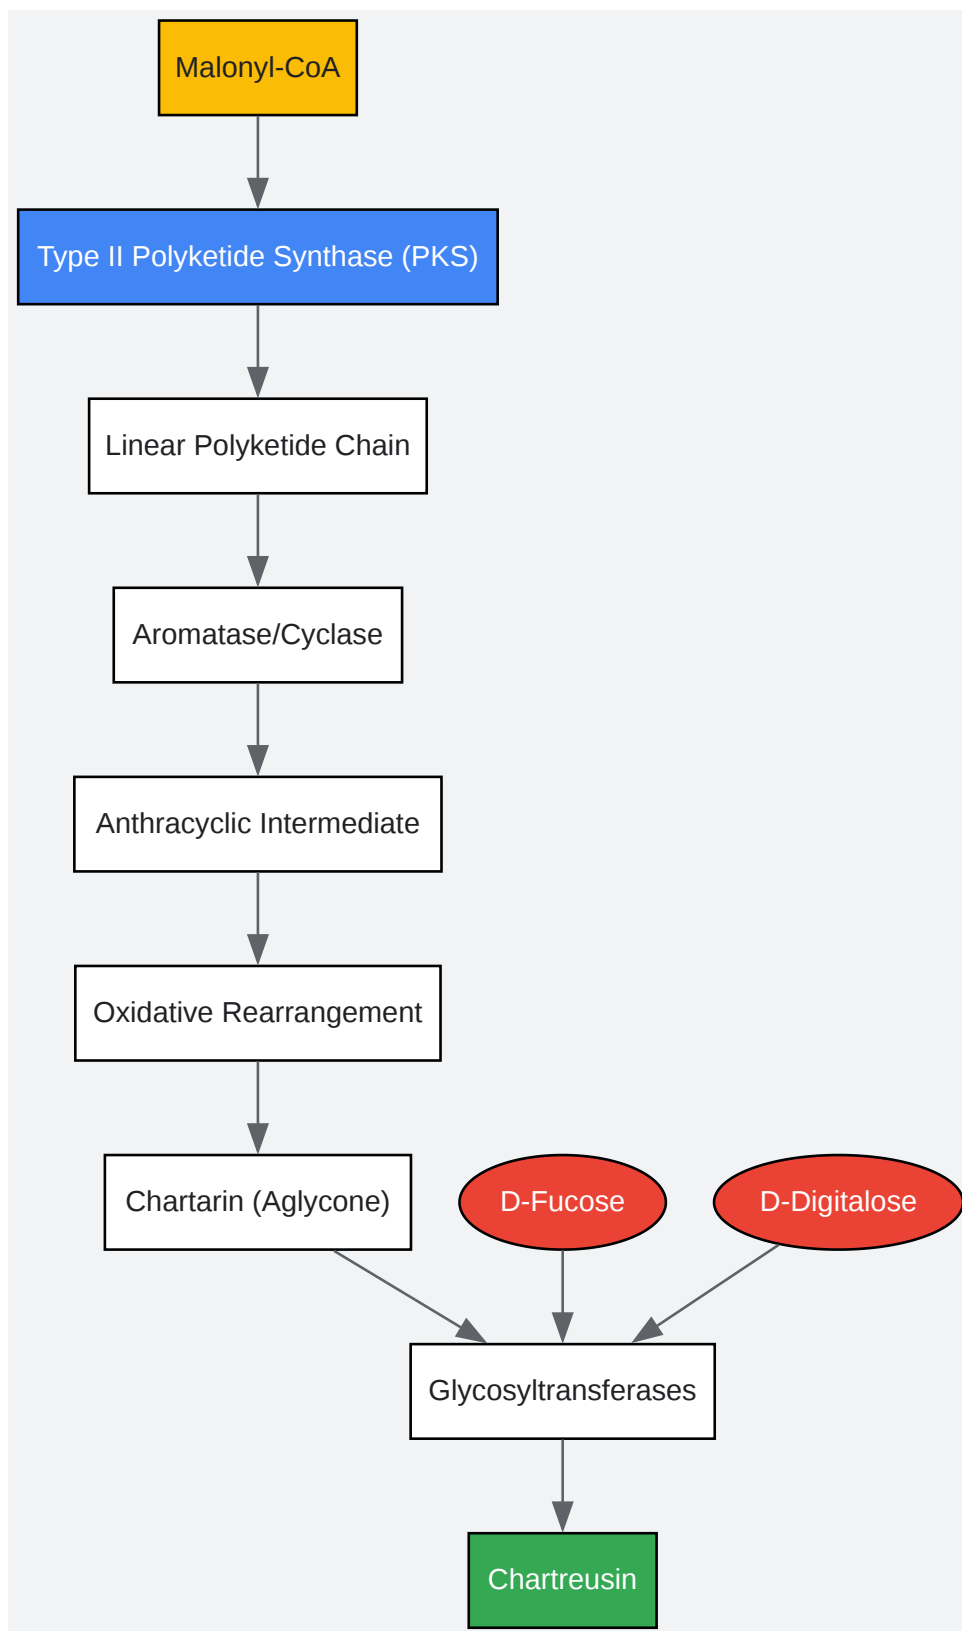 Malonyl-CoA
Type II Polyketide Synthase (PKS)
Linear Polyketide Chain
Aromatase/Cyclase
Anthracyclic Intermediate
Oxidative Rearrangement
Chartarin (Aglycone)
D-Fucose
D-Digitalose
Glycosyltransferases
Chartreusin